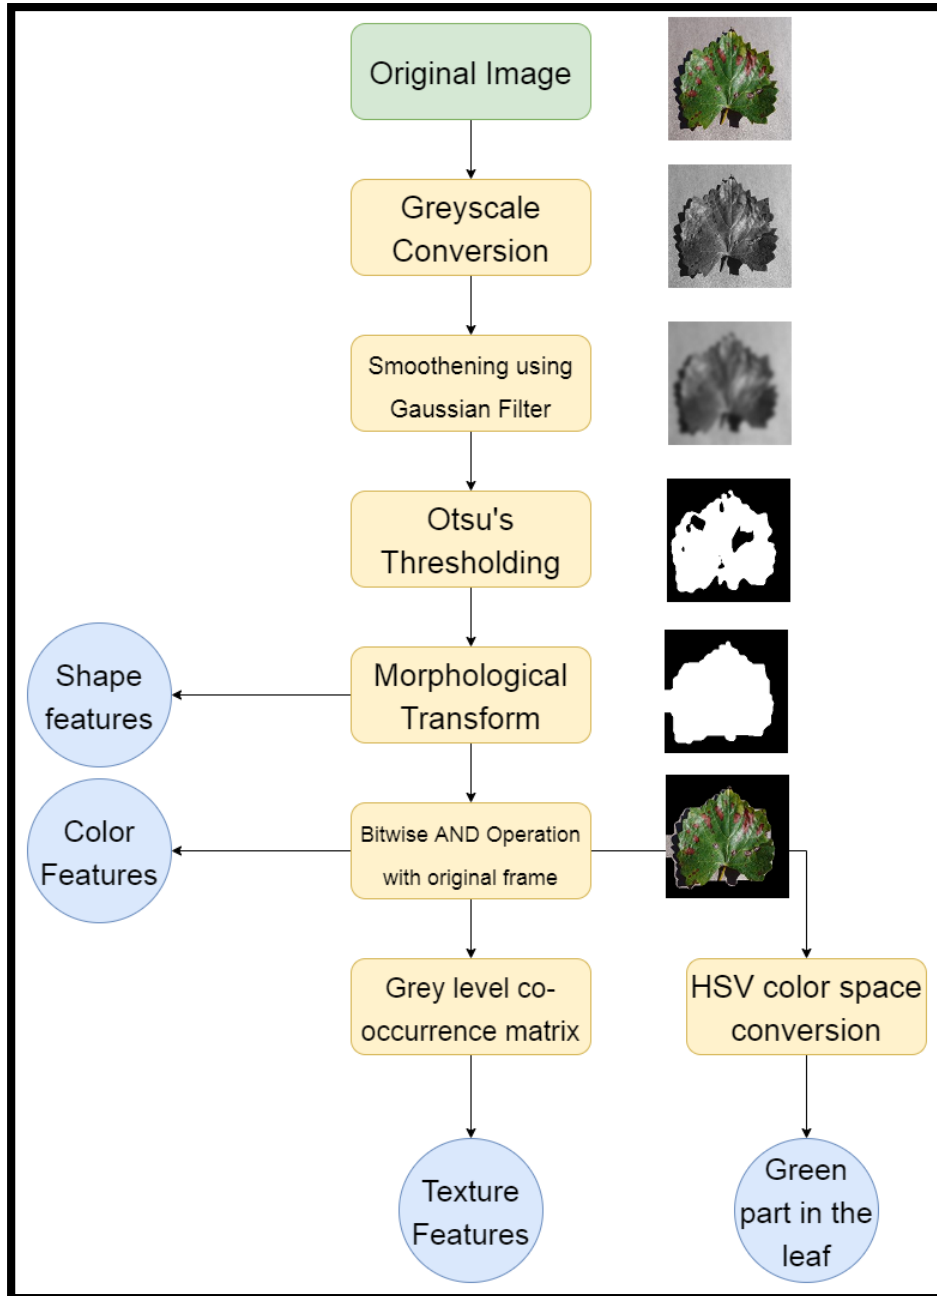 Original Image
Greyscale
Conversion
Smoothening using
Gaussian Filter
Otsu's
Thresholding
Shape
features
Morphological
Transform
Color
Features
Bitwise AND Operation
with original frame
Grey level co-
occurrence matrix
HSV color space
conversion
Texture
Features
Green
part in the
leaf